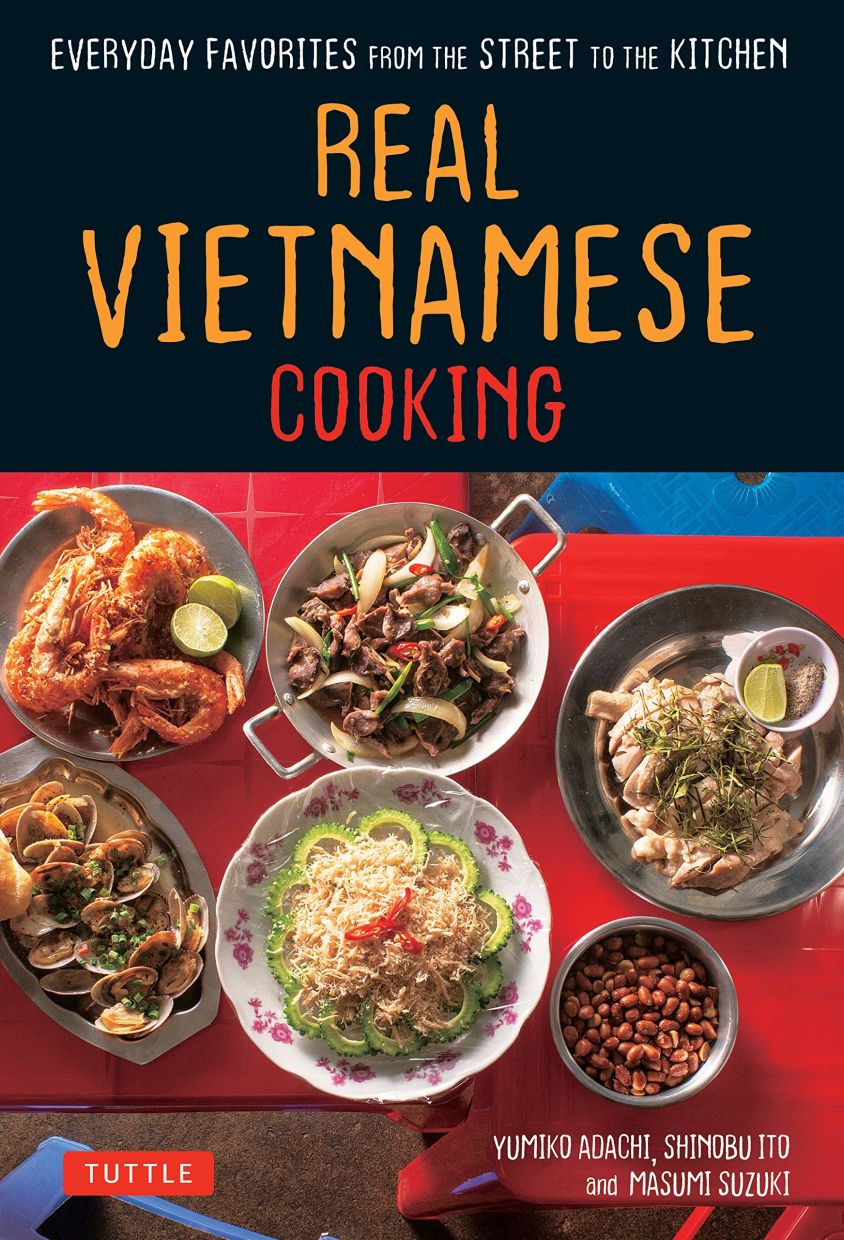 EVERYDAY FAVORITES FROM THE STREET TO THE KITCHEN
REAL
VIETNAMESE
COOKING
YUMIKO ADACHI, SHINOBU ITO
and MASUMI SUZUKI
TUTTLE